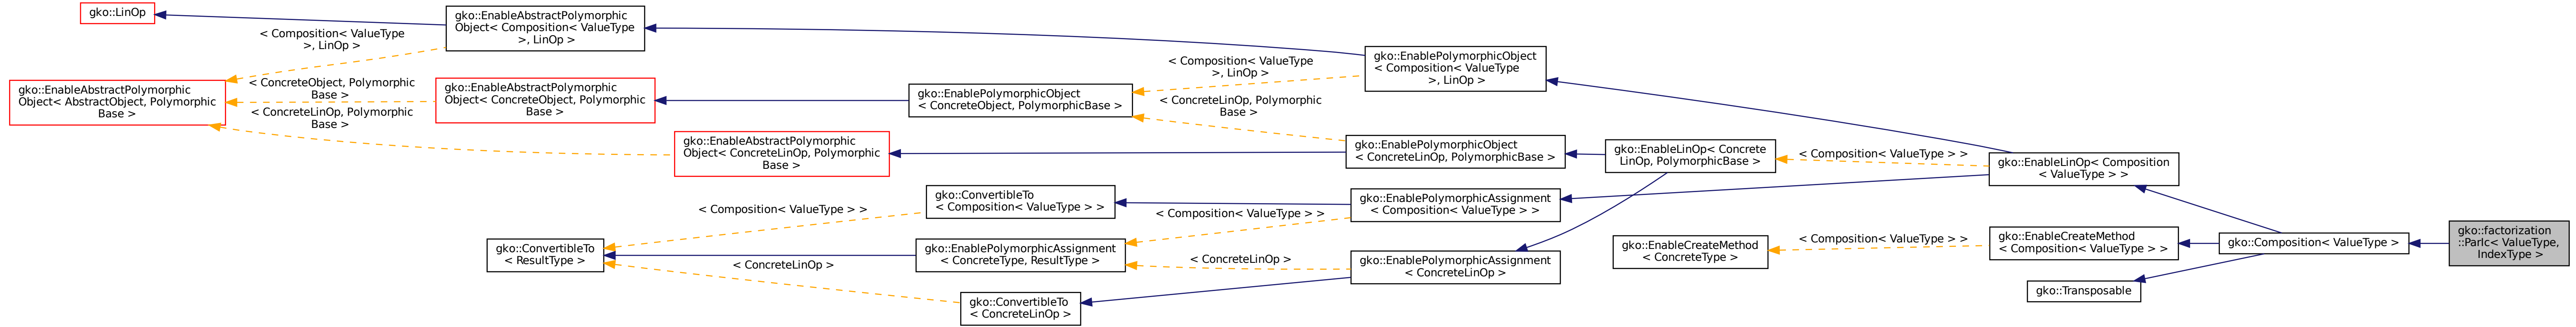 gko::LinOp
gko::EnableAbstractPolymorphic
Object< Composition< ValueType
>, LinOp >
< Composition< ValueType
>, LinOp >
gko::EnableAbstractPolymorphic
Object< AbstractObject, Polymorphic
Base >
< ConcreteObject, Polymorphic
Base >
< ConcreteLinOp, Polymorphic
Base >
gko::EnableAbstractPolymorphic
Object< ConcreteObject, Polymorphic
Base >
gko::EnableAbstractPolymorphic
Object< ConcreteLinOp, Polymorphic
Base >
gko::EnablePolymorphicObject
< ConcreteObject, PolymorphicBase >
< Composition< ValueType
>, LinOp >
< ConcreteLinOp, Polymorphic
Base >
gko::EnablePolymorphicObject
< Composition< ValueType
>, LinOp >
gko::EnablePolymorphicObject
< ConcreteLinOp, PolymorphicBase >
gko::EnableLinOp< Concrete
LinOp, PolymorphicBase >
< Composition< ValueType > >
gko::EnableLinOp< Composition
< ValueType > >
gko::ConvertibleTo
< ResultType >
< Composition< ValueType > >
< ConcreteLinOp >
gko::ConvertibleTo
< Composition< ValueType > >
gko::EnablePolymorphicAssignment
< ConcreteType, ResultType >
gko::ConvertibleTo
< ConcreteLinOp >
< Composition< ValueType > >
< ConcreteLinOp >
gko::EnablePolymorphicAssignment
< Composition< ValueType > >
gko::EnablePolymorphicAssignment
< ConcreteLinOp >
gko::EnableCreateMethod
< ConcreteType >
< Composition< ValueType > >
gko::EnableCreateMethod
< Composition< ValueType > >
gko::Transposable
gko::Composition< ValueType >
gko::factorization
::ParIc< ValueType,
IndexType >